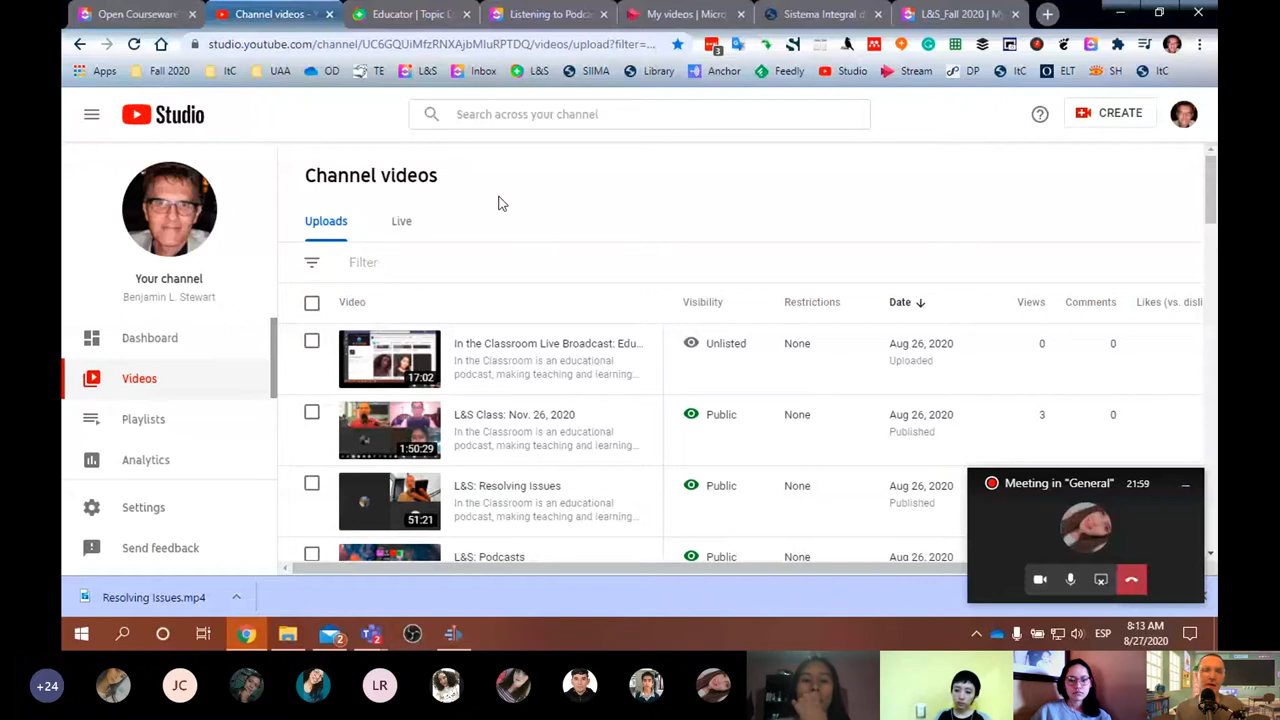 Open Courseware
Channel videos -
Educator | Topic D
Listening to Podc
My videos | Micro
Sistema Integral d
L&S_Fall 2020 | M
studio.youtube.com/channel/UC6GQUiMfzRNXAjbMluRPTDQ/videos/upload?filter=...
3
Apps
Fall 2020
ItC
UAA
OD
TE
L&S
Inbox
L&S
SIIMA
Library
Anchor
Feedly
Studio
Stream
DP
ItC
ELT
SH
ItC
Studio
Search across your channel
CREATE
Channel videos
Uploads
Live
Filter
Your channel
Benjamin L. Stewart
Dashboard
Videos
Playlists
Analytics
Settings
Send feedback
Video
Visibility
Restrictions
Date
Views
Comments
Likes (vs. disli
In the Classroom Live Broadcast: Edu...
In the Classroom is an educational
podcast, making teaching and learning...
17:02
Unlisted
None
Aug 26, 2020
Uploaded
0
0
L&S Class: Nov. 26, 2020
In the Classroom is an educational
podcast, making teaching and learning...
1:50:29
Public
None
Aug 26, 2020
Published
3
0
L&S: Resolving Issues
In the Classroom is an educational
podcast, making teaching and learning...
51:21
Public
None
Aug 26, 2020
Published
L&S: Podcasts
Public
None
Aug 26, 2020
Meeting in "General"
21:59
Resolving Issues.mp4
2
2
ESP
8:13 AM
8/27/2020
+24
JC
LR